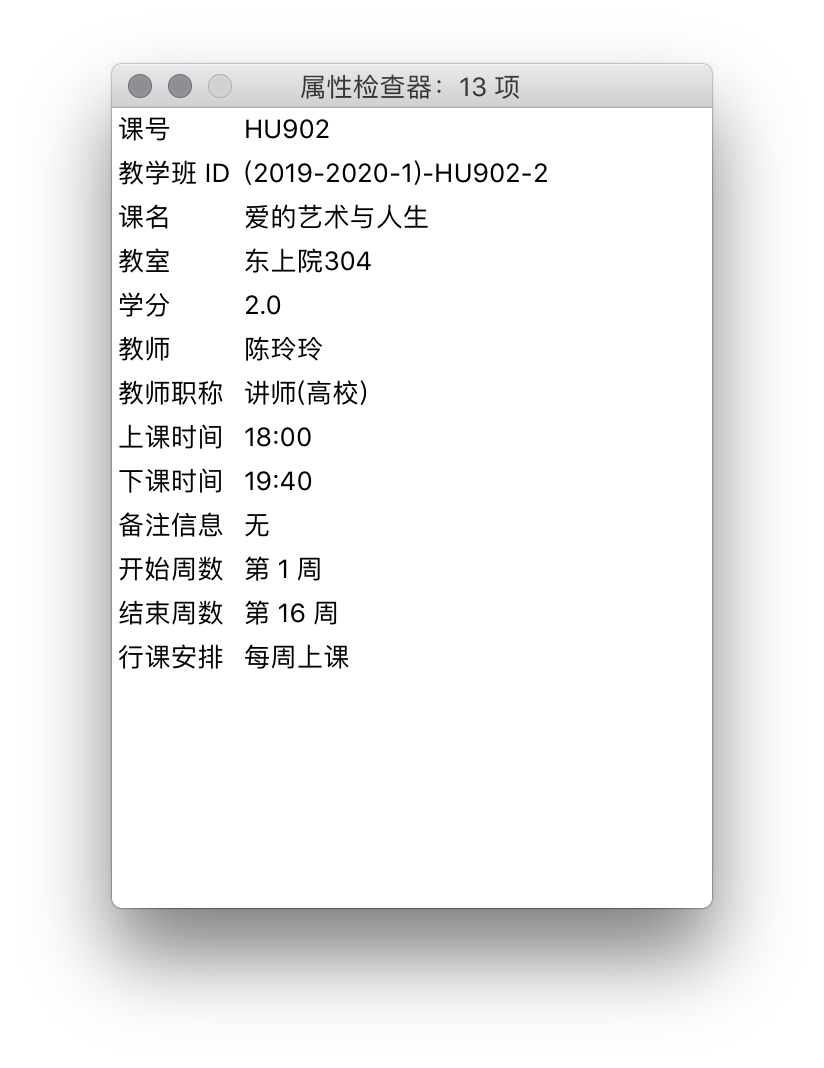 属性检查器：13 项
课号 HU902
教学班 ID (2019-2020-1)-HU902-2
课名 爱的艺术与人生
教室 东上院304
学分 2.0
教师 陈玲玲
教师职称 讲师(高校)
上课时间 18:00
下课时间 19:40
备注信息 无
开始周数 第 1 周
结束周数 第 16 周
行课安排 每周上课